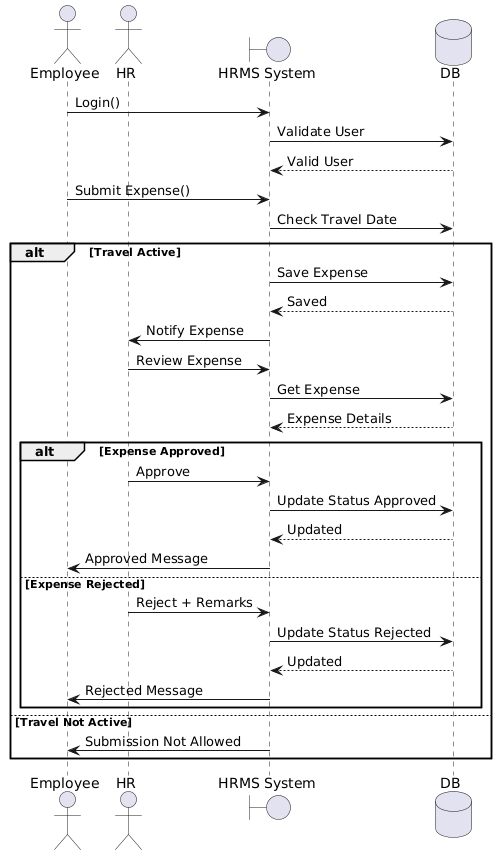 Employee HR HRMS System DB
Login()
Validate User
Valid User
Submit Expense()
Check Travel Date
alt [Travel Active]
Save Expense
Saved
Notify Expense
Review Expense
Get Expense
Expense Details
alt [Expense Approved]
Approve
Update Status Approved
Updated
Approved Message
[Expense Rejected]
Reject + Remarks
Update Status Rejected
Updated
Rejected Message
[Travel Not Active]
Submission Not Allowed
Employee HR HRMS System DB